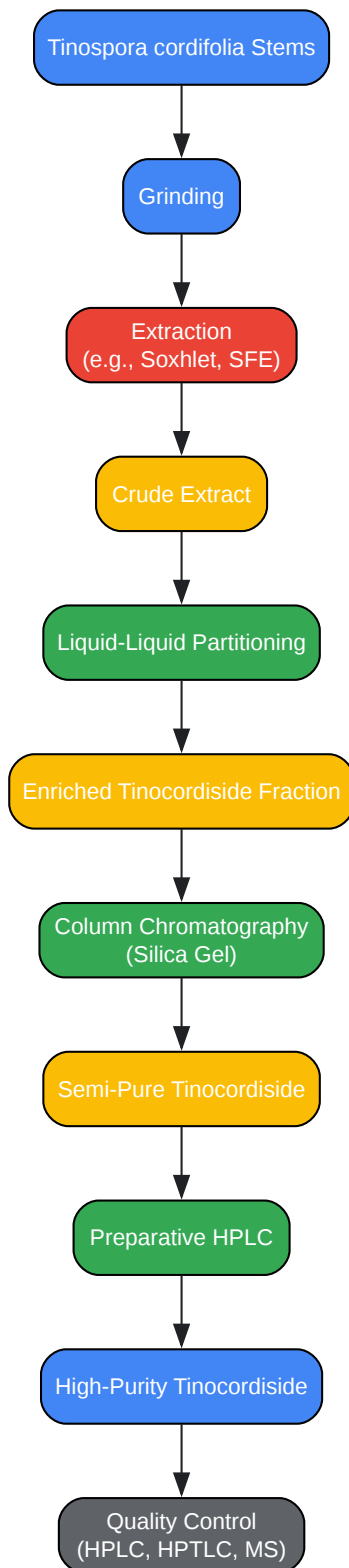 Tinospora cordifolia Stems
Grinding
Extraction
(e.g., Soxhlet, SFE)
Crude Extract
Liquid-Liquid Partitioning
Enriched Tinocordiside Fraction
Column Chromatography
(Silica Gel)
Semi-Pure Tinocordiside
Preparative HPLC
High-Purity Tinocordiside
Quality Control
(HPLC, HPTLC, MS)